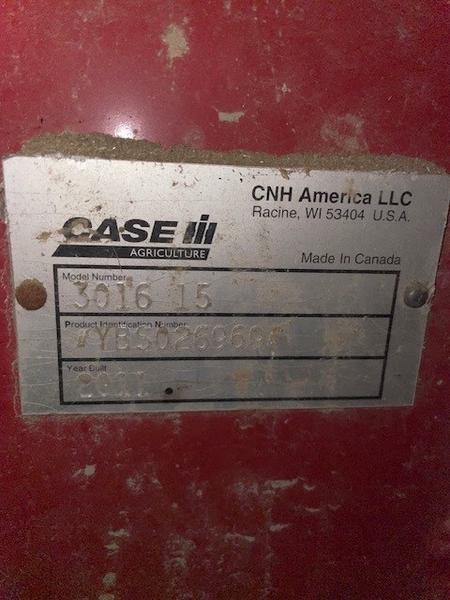 CNH America LLC
Racine, WI 53404 U.S.A.
CASE IH
AGRICULTURE
Made In Canada
Model Number
3016 15
Product Identification Number
Year Built
2011